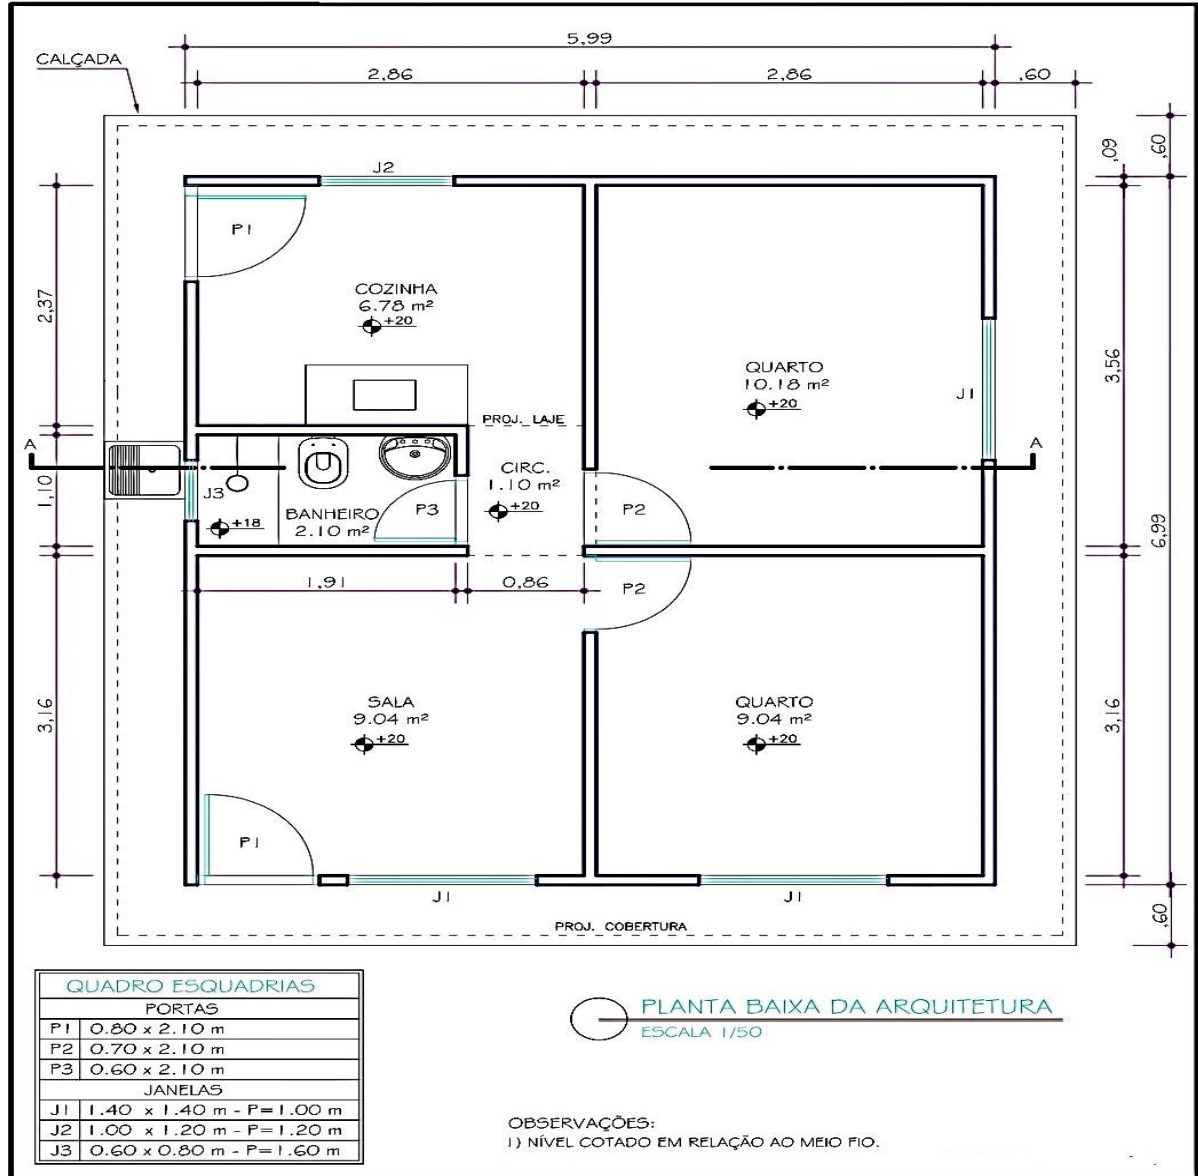 5,99
CALÇADA
2,86
2,86
,60
,09
,60
J2
P1
COZINHA
6.78 m²
+20
2,37
QUARTO
10.18 m²
+20
3,56
J1
PROJ. LAJE
A
A
CIRC.
1.10 m²
+20
1,10
J3
+18
BANHEIRO
2.10 m²
P3
P2
6,99
1,91
0,86
P2
3,16
SALA
9.04 m²
+20
QUARTO
9.04 m²
+20
3,16
P1
J1
J1
PROJ. COBERTURA
,60
QUADRO ESQUADRIAS
PORTAS
P1 0.80 x 2.10 m
P2 0.70 x 2.10 m
P3 0.60 x 2.10 m
JANELAS
J1 1.40 x 1.40 m - P=1.00 m
J2 1.00 x 1.20 m - P=1.20 m
J3 0.60 x 0.80 m - P=1.60 m
PLANTA BAIXA DA ARQUITETURA
ESCALA 1/50
OBSERVAÇÕES:
1) NÍVEL COTADO EM RELAÇÃO AO MEIO FIO.